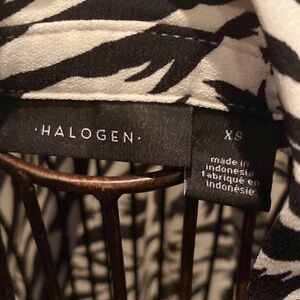 ·HALOGEN·
XS
made in
indonesia
fabriqué en
indonésie